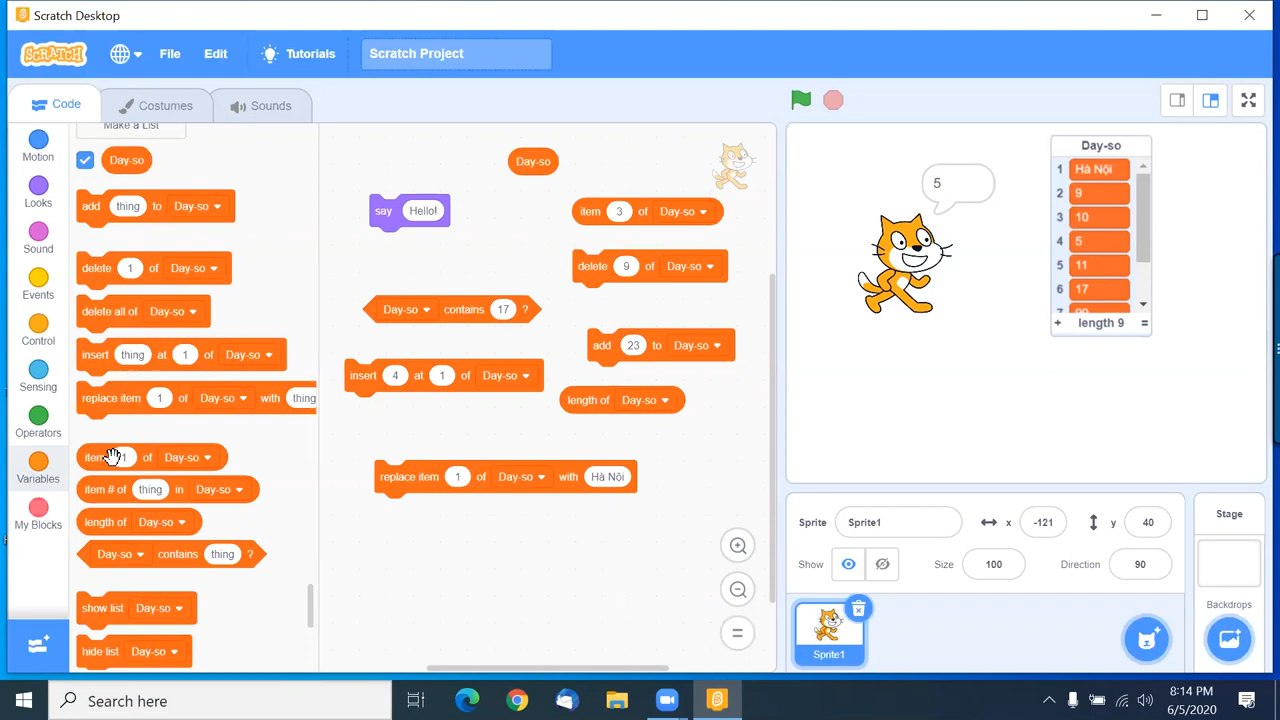 Scratch Desktop
SCRATCH
File
Edit
Tutorials
Scratch Project
Code
Costumes
Sounds
Motion
Looks
Sound
Events
Control
Sensing
Operators
Variables
My Blocks
Make a List
Day-so
add thing to Day-so
delete 1 of Day-so
delete all of Day-so
insert thing at 1 of Day-so
replace item 1 of Day-so with thing
item 1 of Day-so
item # of thing in Day-so
length of Day-so
Day-so contains thing ?
show list Day-so
hide list Day-so
Day-so
say Hello!
item 3 of Day-so
delete 9 of Day-so
Day-so contains 17 ?
add 23 to Day-so
insert 4 at 1 of Day-so
length of Day-so
replace item 1 of Day-so with Hà Nội
5
Day-so
1 Hà Nội
2 9
3 10
4 5
5 11
6 17
+ length 9 =
Sprite
Sprite1
x -121
y 40
Show
Size 100
Direction 90
Sprite1
Stage
Backdrops
Search here
8:14 PM
6/5/2020